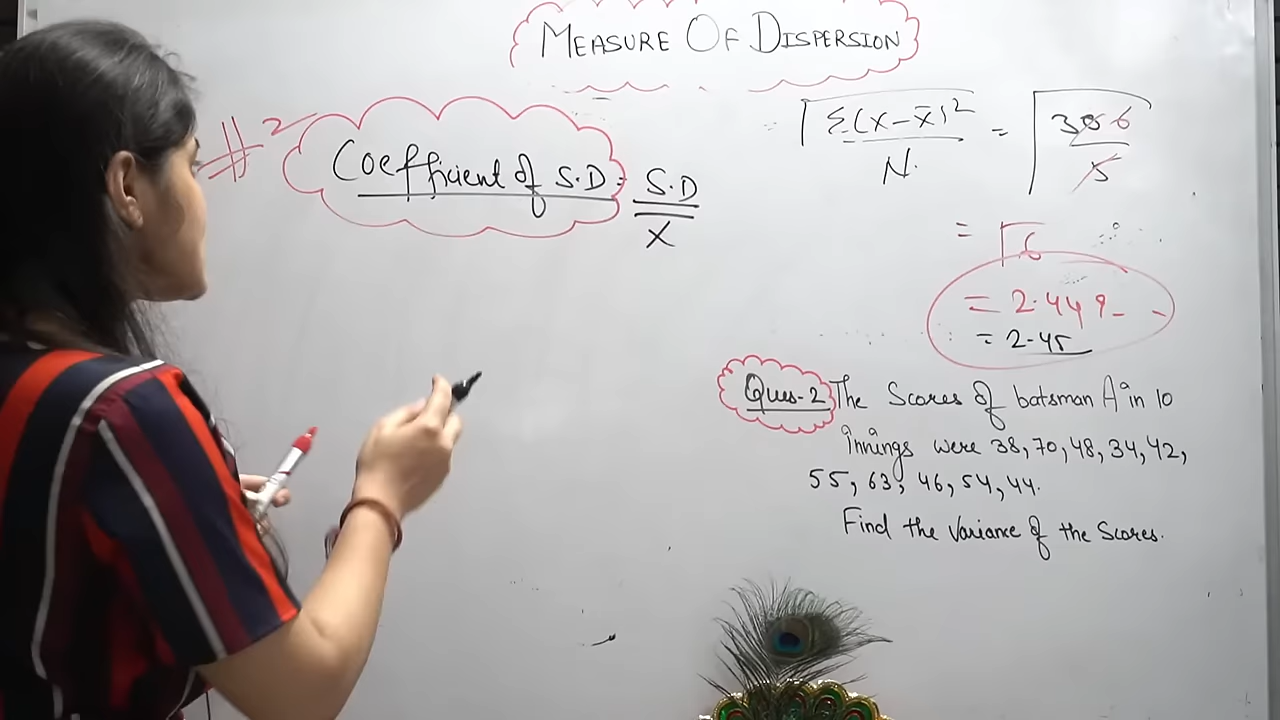 MEASURE OF DISPERSION
# 2
Coefficient of S.D = S.D / X
= √ Σ(x-x̄)² / N. = √ 30 6 / 5
= √6
= 2.449--
= 2.45
Ques-2 The Scores of batsman A in 10
innings were 38, 70, 48, 34, 42,
55, 63, 46, 54, 44.
Find the variance of the scores.